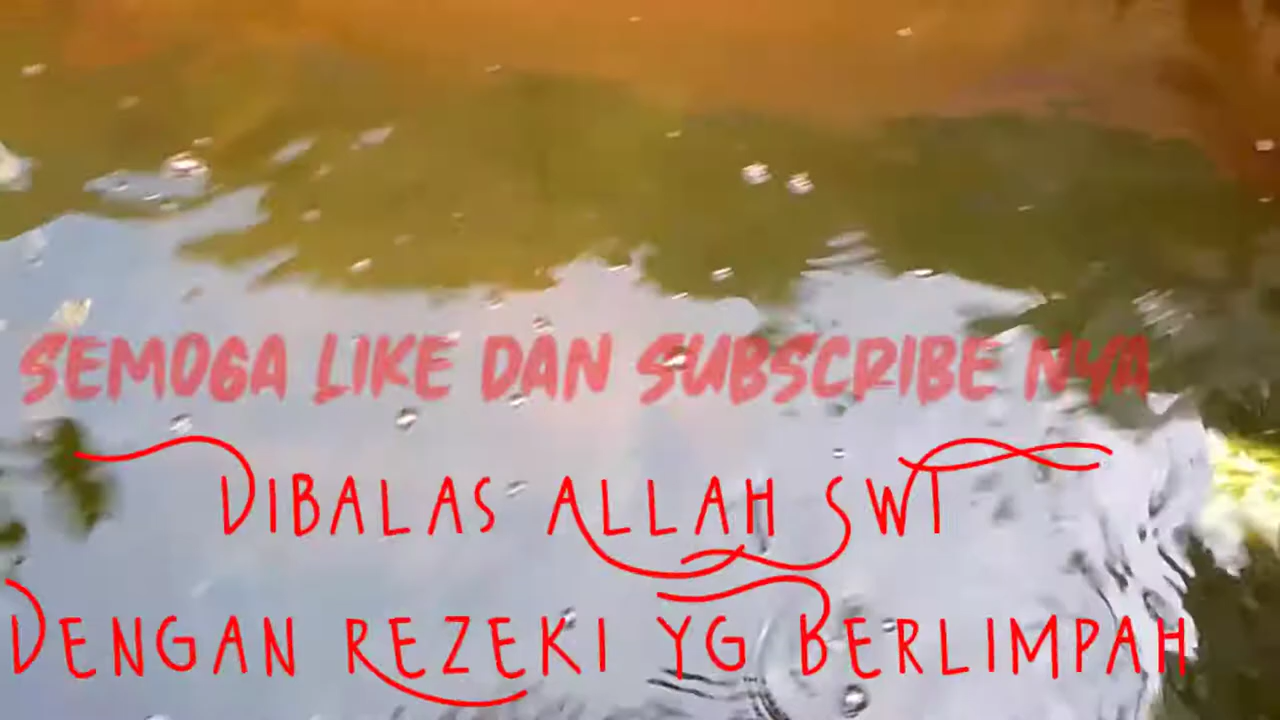 SEMOGA LIKE DAN SUBSCRIBE NYA
DIBALAS ALLAH SWT
DENGAN REZEKI YG BERLIMPAH